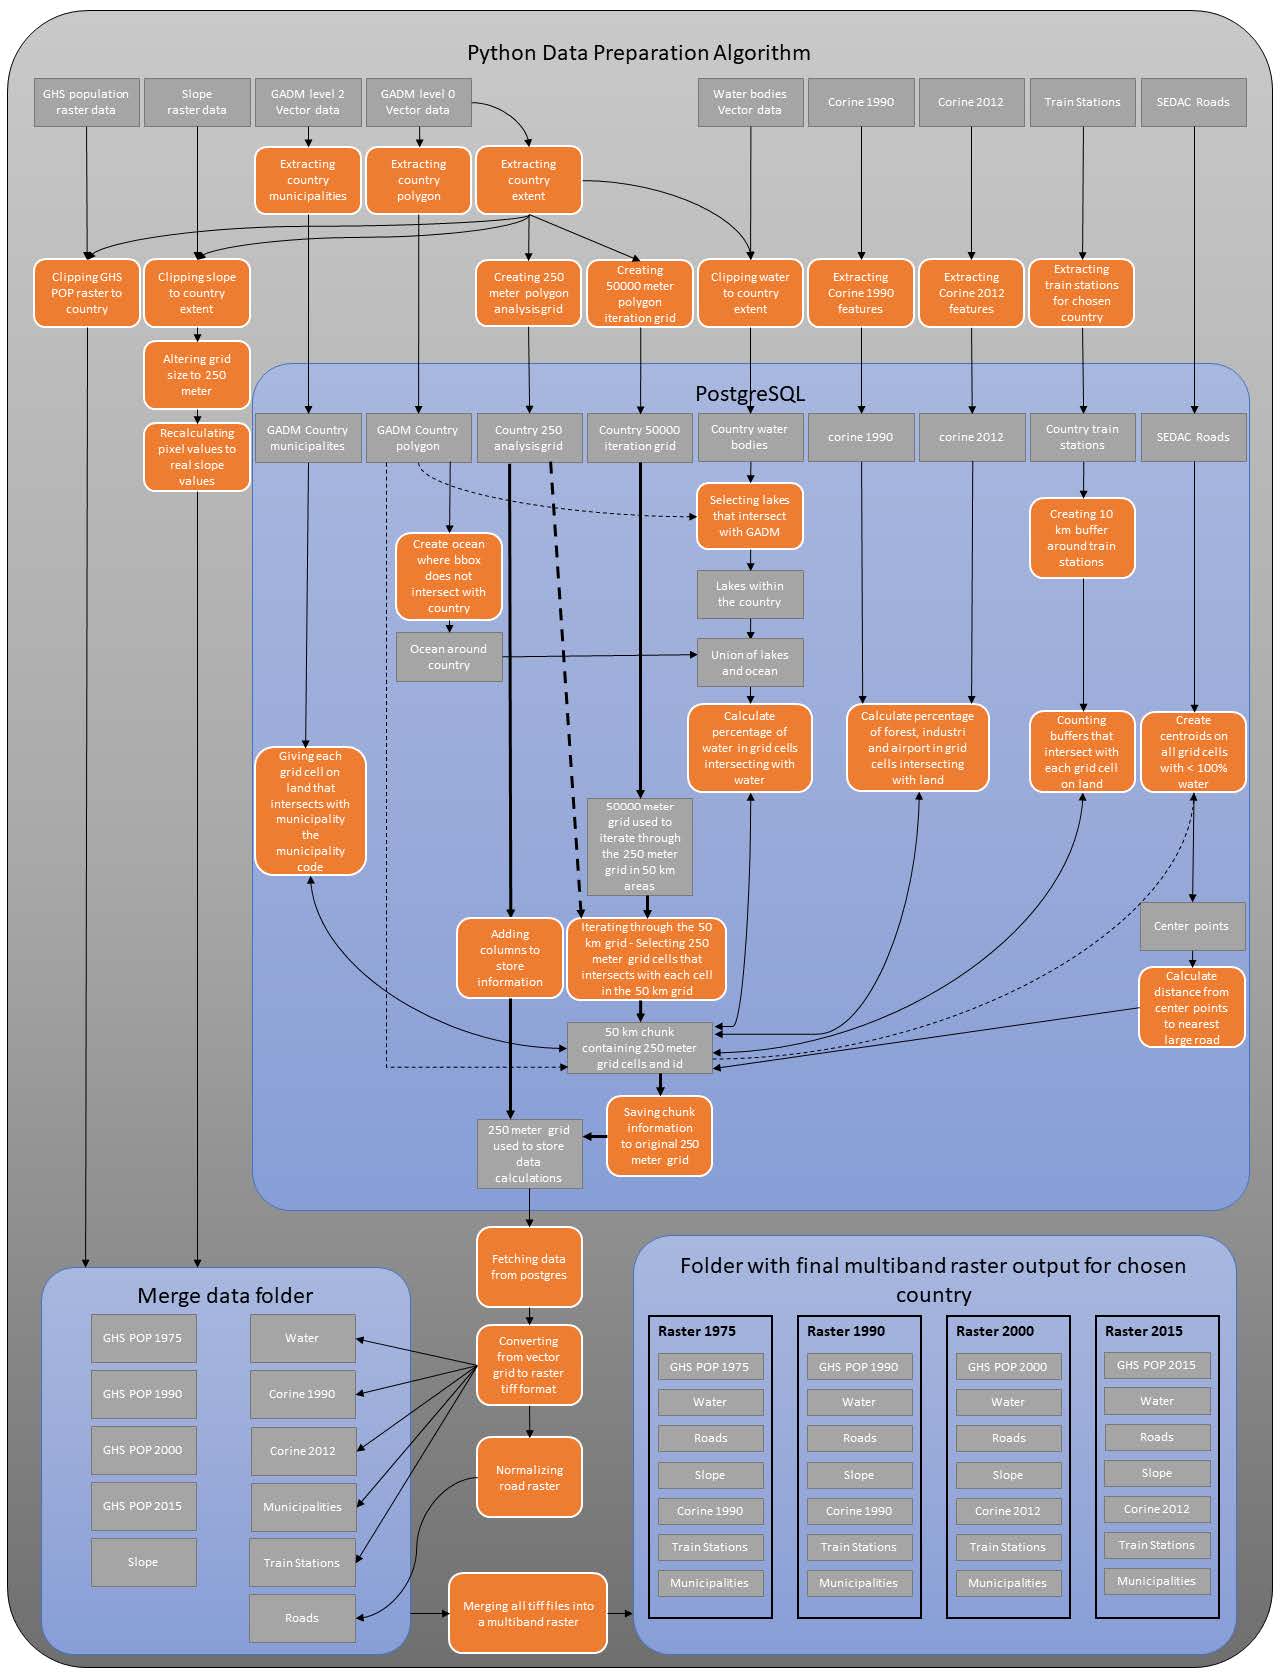 Python Data Preparation Algorithm
GHS population
raster data
Slope
raster data
GADM level 2
Vector data
GADM level 0
Vector data
Water bodies
Vector data
Corine 1990
Corine 2012
Train Stations
SEDAC Roads
Extracting
country
municipalities
Extracting
country
polygon
Extracting
country
extent
Clipping GHS
POP raster to
country
Clipping slope
to country
extent
Creating 250
meter polygon
analysisgrid
Creating
50000 meter
polygon
iteration grid
Clipping water
to country
extent
Extracting
Corine 1990
features
Extracting
Corine 2012
features
Extracting
train stations
for chosen
country
Altering grid
size to 250
meter
Recalculating
pixel values to
real slope
values
PostgreSQL
GADM Country
municipalites
GADM Country
polygon
Country 250
analysisgrid
Country 50000
iteration grid
Country water
bodies
corine 1990
corine 2012
Country train
stations
SEDAC Roads
Selecting lakes
that intersect
with GADM
Creating 10
km buffer
around train
stations
Create ocean
where bbox
does not
intersect with
country
Lakes within
the country
Ocean around
country
Union of lakes
and ocean
Calculate
percentage of
water in grid cells
intersecting with
water
Calculate percentage
of forest, industri
and airport in grid
cells intersecting
with land
Counting
buffers that
intersect with
each grid cell
on land
Create
centroids on
all grid cells
with < 100%
water
Giving each
grid cell on
land that
intersects with
municipality
the
municipality
code
50000 meter
grid used to
iterate through
the 250 meter
grid in 50 km
areas
Adding
columns to
store
information
Iterating through the 50
km grid - Selecting 250
meter grid cells that
intersects with each cell
in the 50 km grid
Center points
Calculate
distance from
center points
to nearest
large road
50 km chunk
containing 250 meter
grid cells and id
Saving chunk
information
to original 250
meter grid
250 meter grid
used to store
data
calculations
Fetching data
from postgres
Converting
from vector
grid to raster
tiff format
Normalizing
road raster
Merge data folder
GHS POP 1975
GHS POP 1990
GHS POP 2000
GHS POP 2015
Slope
Water
Corine 1990
Corine 2012
Municipalities
Train Stations
Roads
Merging all tiff files into
a multiband raster
Folder with final multiband raster output for chosen
country
Raster 1975
GHS POP 1975
Water
Roads
Slope
Corine 1990
Train Stations
Municipalities
Raster 1990
GHS POP 1990
Water
Roads
Slope
Corine 1990
Train Stations
Municipalities
Raster 2000
GHS POP 2000
Water
Roads
Slope
Corine 2012
Train Stations
Municipalities
Raster 2015
GHS POP 2015
Water
Roads
Slope
Corine 2012
Train Stations
Municipalities